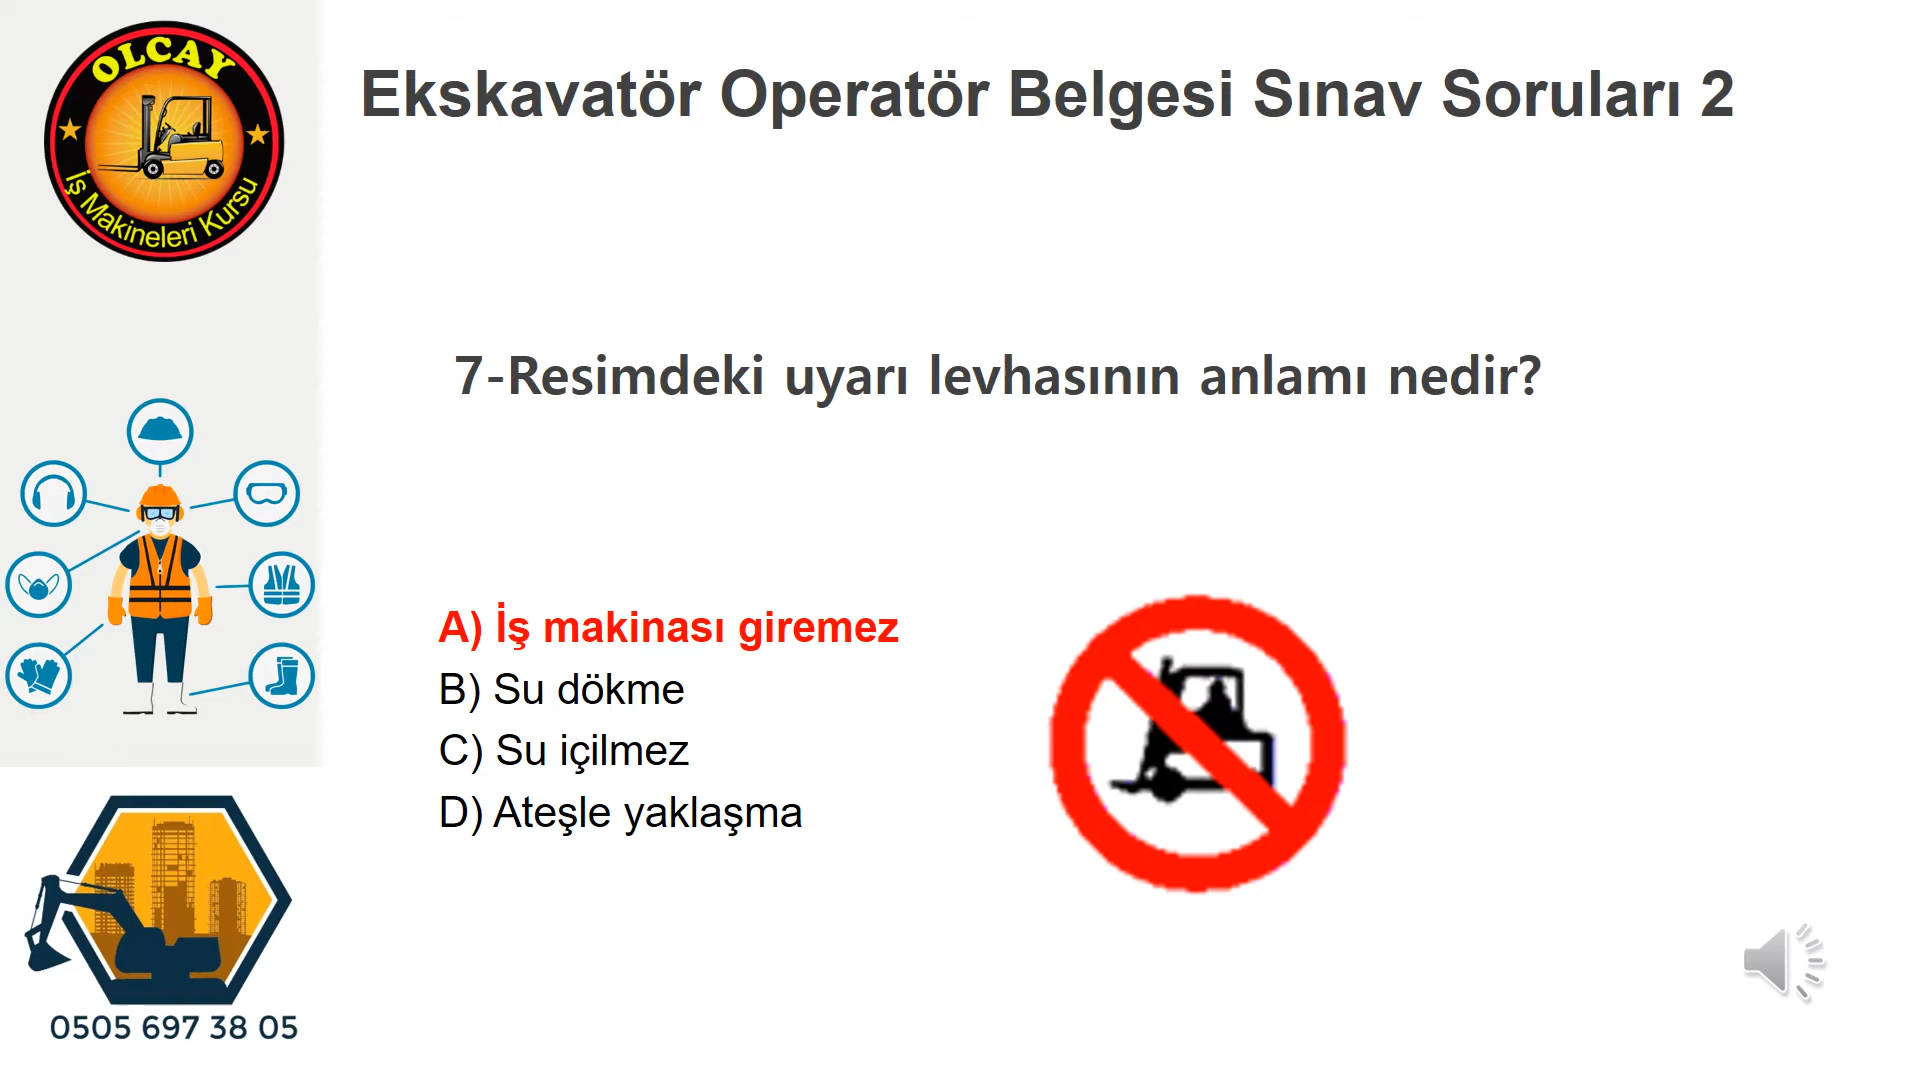 OLCAY
İş Makineleri Kursu
Ekskavatör Operatör Belgesi Sınav Soruları 2
7-Resimdeki uyarı levhasının anlamı nedir?
A) İş makinası giremez
B) Su dökme
C) Su içilmez
D) Ateşle yaklaşma
0505 697 38 05